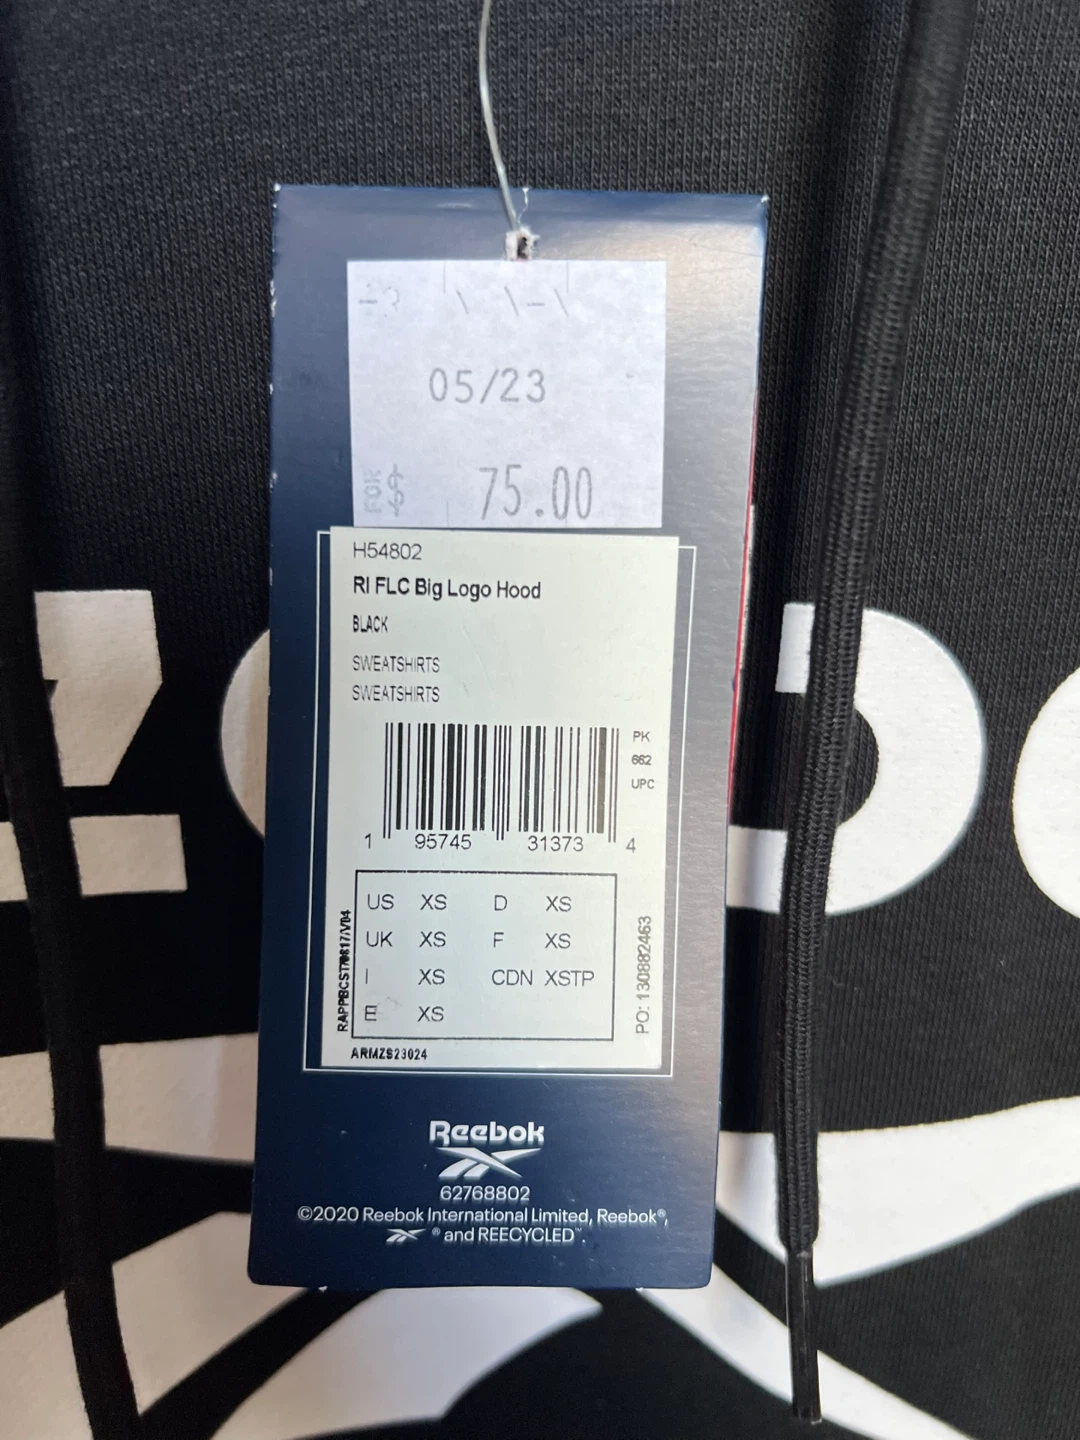 05/23
FOR
75.00
H54802
RI FLC Big Logo Hood
BLACK
SWEATSHIRTS
SWEATSHIRTS
PK
662
UPC
1 95745 31373 4
US XS D XS
UK XS F XS
I XS CDN XSTP
E XS
PO: 130882463
ARMZS23024
Reebok
62768802
©2020 Reebok International Limited, Reebok®,
® and REECYCLED™.